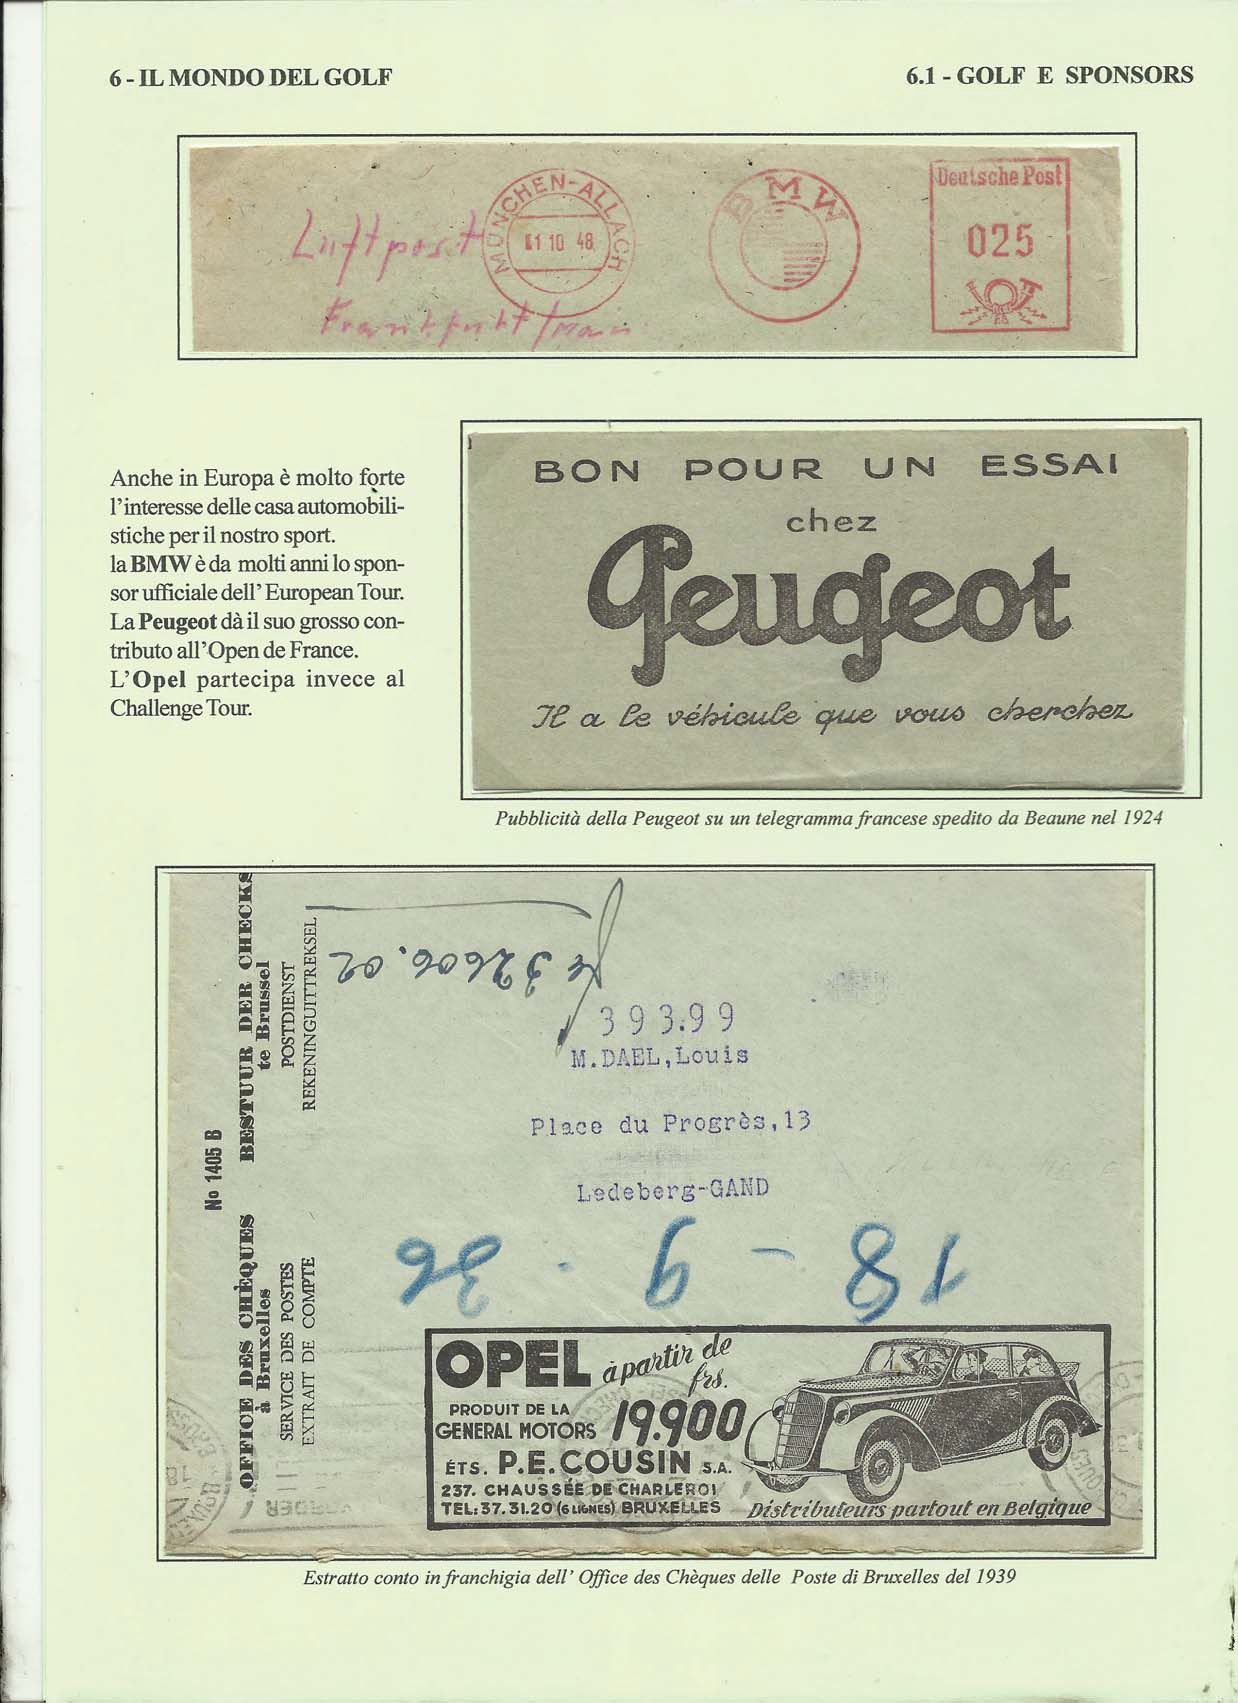 6 - IL MONDO DEL GOLF
6.1 - GOLF E SPONSORS
Luftpost
Frankfurt/Main
MÜNCHEN-ALLACH
10 48
BMW
Deutsche Post
025
Anche in Europa è molto forte
l'interesse delle casa automobili-
stiche per il nostro sport.
la BMW è da molti anni lo spon-
sor ufficiale dell' European Tour.
La Peugeot dà il suo grosso con-
tributo all'Open de France.
L'Opel partecipa invece al
Challenge Tour.
BON POUR UN ESSAI
chez
Peugeot
Il a le véhicule que vous cherchez
Pubblicità della Peugeot su un telegramma francese spedito da Beaune nel 1924
No 1405 B
OFFICE DES CHÈQUES BESTUUR DER CHECKS
à Bruxelles te Brussel
SERVICE DES POSTES POSTDIENST
EXTRAIT DE COMPTE REKENINGUITTREKSEL
32606.02
393.99
M.DAEL,Louis
Place du Progrès,13
Ledeberg-GAND
18-9-36
OPEL à partir de
frs.
PRODUIT DE LA
GENERAL MOTORS 19.900
ÉTS. P.E.COUSIN S.A.
237. CHAUSSÉE DE CHARLEROI
TEL: 37.31.20 (6 LIGNES) BRUXELLES
Distributeurs partout en Belgique
Estratto conto in franchigia dell' Office des Chèques delle Poste di Bruxelles del 1939